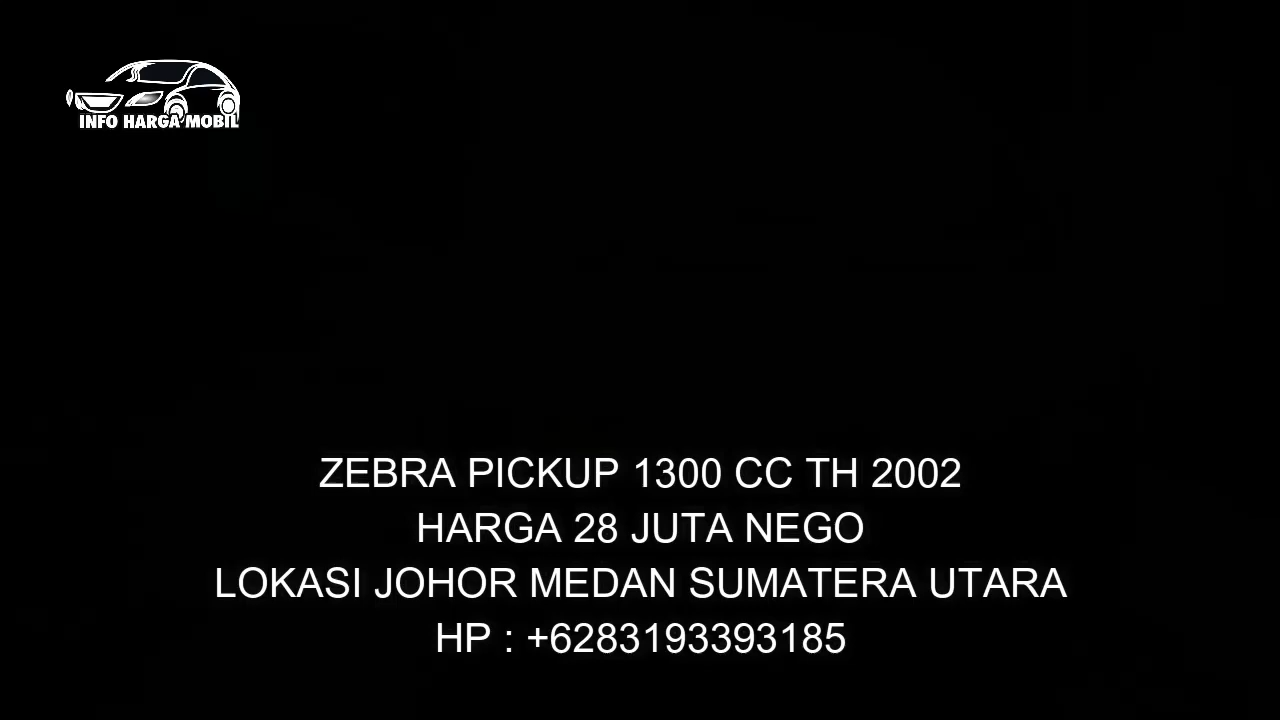 INFO HARGA MOBIL
ZEBRA PICKUP 1300 CC TH 2002
HARGA 28 JUTA NEGO
LOKASI JOHOR MEDAN SUMATERA UTARA
HP : +6283193393185